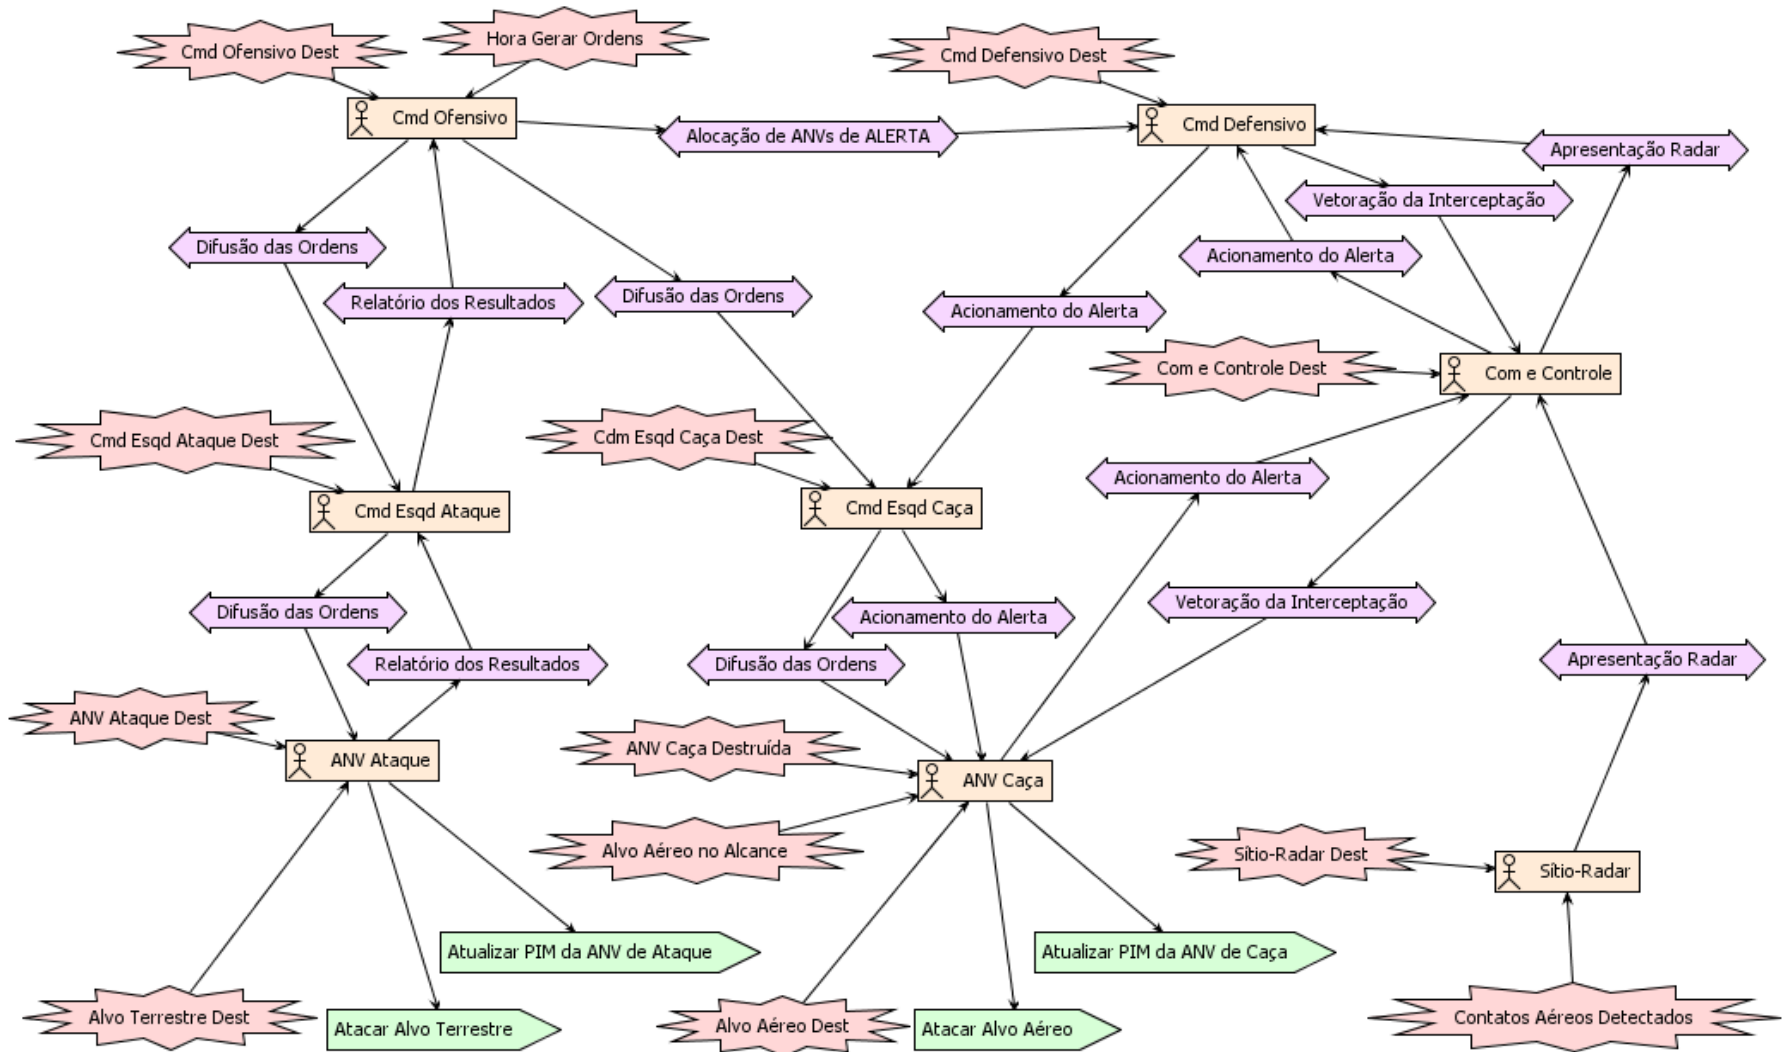 Hora Gerar Ordens
Cmd Ofensivo Dest
Cmd Defensivo Dest
Cmd Ofensivo
Cmd Defensivo
Alocação de ANVs de ALERTA
Apresentação Radar
Vetoração da Interceptação
Difusão das Ordens
Acionamento do Alerta
Relatório dos Resultados
Difusão das Ordens
Acionamento do Alerta
Com e Controle Dest
Com e Controle
Cmd Esqd Ataque Dest
Cdm Esqd Caça Dest
Acionamento do Alerta
Cmd Esqd Ataque
Cmd Esqd Caça
Difusão das Ordens
Acionamento do Alerta
Vetoração da Interceptação
Relatório dos Resultados
Difusão das Ordens
Apresentação Radar
ANV Ataque Dest
ANV Caça Destruída
ANV Ataque
ANV Caça
Alvo Aéreo no Alcance
Sítio-Radar Dest
Sítio-Radar
Atualizar PIM da ANV de Ataque
Atualizar PIM da ANV de Caça
Alvo Terrestre Dest
Atacar Alvo Terrestre
Alvo Aéreo Dest
Atacar Alvo Aéreo
Contatos Aéreos Detectados